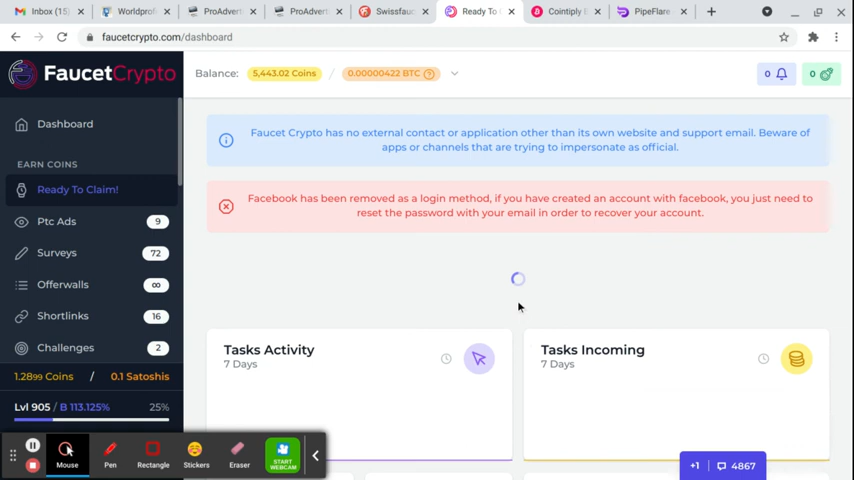 Inbox (15)
Worldprofi
ProAdvert
ProAdvert
Swissfauc
Ready To
Cointiply
PipeFlare
faucetcrypto.com/dashboard
FaucetCrypto
Balance: 5,443.02 Coins / 0.00000422 BTC
0
0
Dashboard
EARN COINS
Ready To Claim!
Ptc Ads 9
Surveys 72
Offerwalls ∞
Shortlinks 16
Challenges 2
1.2899 Coins / 0.1 Satoshis
Lvl 905 / B 113.125% 25%
Faucet Crypto has no external contact or application other than its own website and support email. Beware of
apps or channels that are trying to impersonate as official.
Facebook has been removed as a login method, if you have created an account with facebook, you just need to
reset the password with your email in order to recover your account.
Tasks Activity
7 Days
Tasks Incoming
7 Days
Mouse
Pen
Rectangle
Stickers
Eraser
START
WEBCAM
+1 | 4867